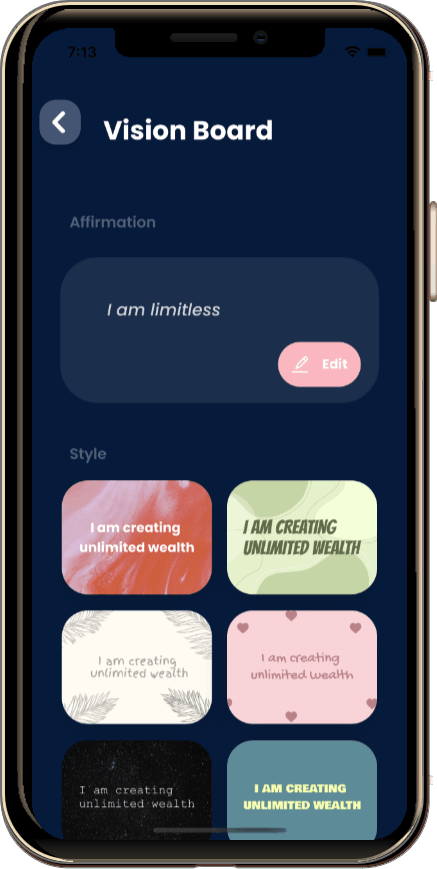 7:13
Vision Board
Affirmation
I am limitless
Edit
Style
I am creating
unlimited wealth
I AM CREATING
UNLIMITED WEALTH
I am creating
unlimited wealth
I am creating
unlimited wealth
I am creating
unlimited wealth
I AM CREATING
UNLIMITED WEALTH